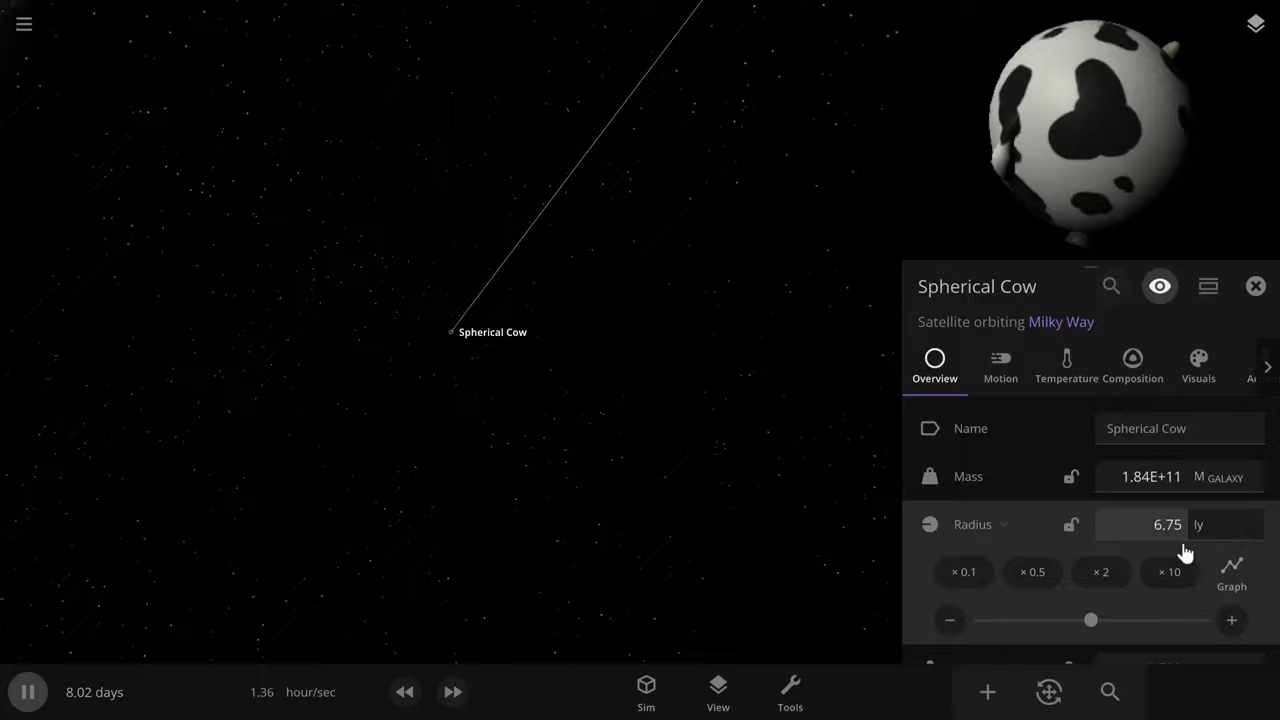 Spherical Cow
Spherical Cow
Satellite orbiting Milky Way
Overview
Motion
Temperature
Composition
Visuals
Name
Spherical Cow
Mass
1.84E+11 M GALAXY
Radius
6.75 ly
× 0.1
× 0.5
× 2
× 10
Graph
8.02 days
1.36 hour/sec
Sim
View
Tools